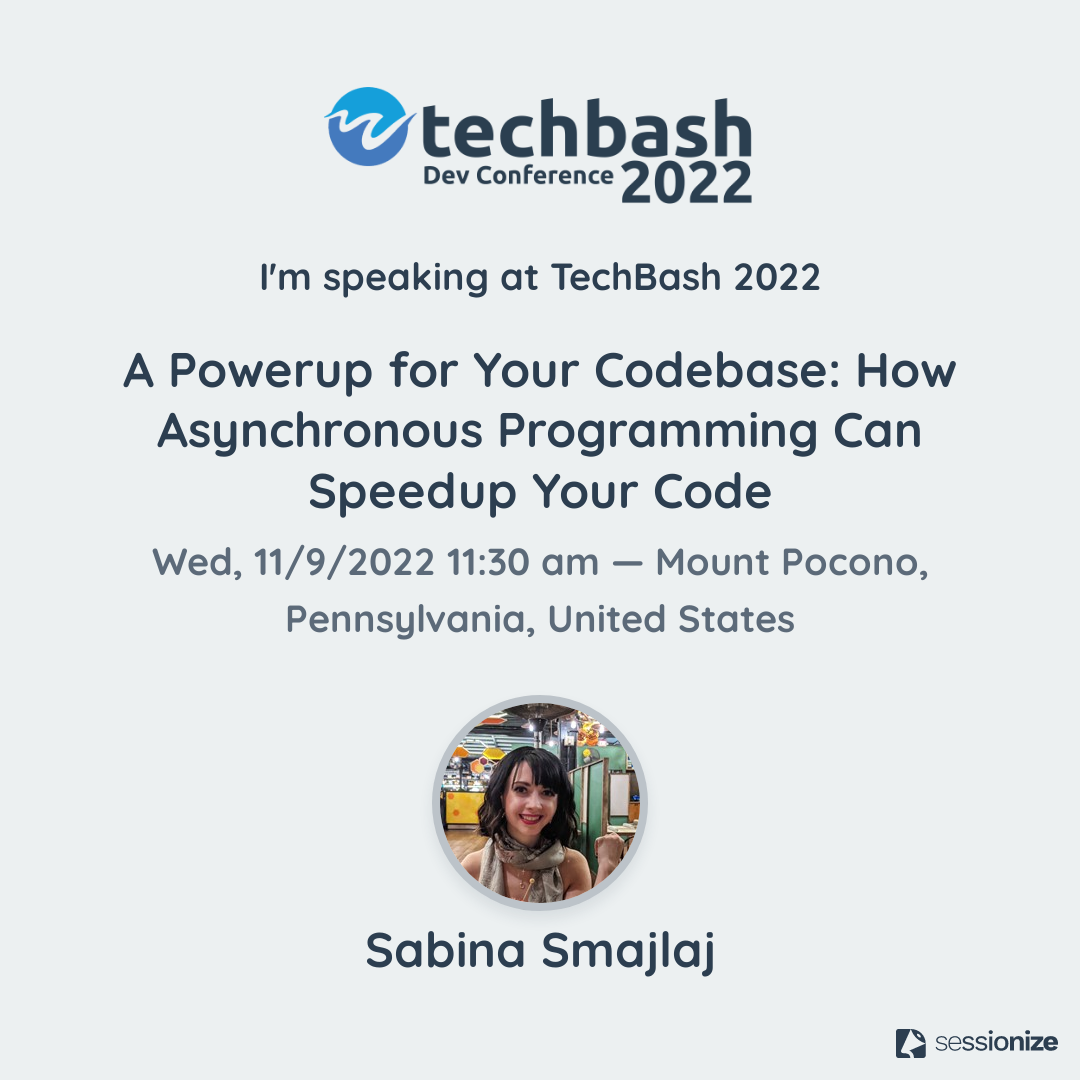 techbash
Dev Conference 2022
I'm speaking at TechBash 2022
A Powerup for Your Codebase: How
Asynchronous Programming Can
Speedup Your Code
Wed, 11/9/2022 11:30 am — Mount Pocono,
Pennsylvania, United States
Sabina Smajlaj
sessionize